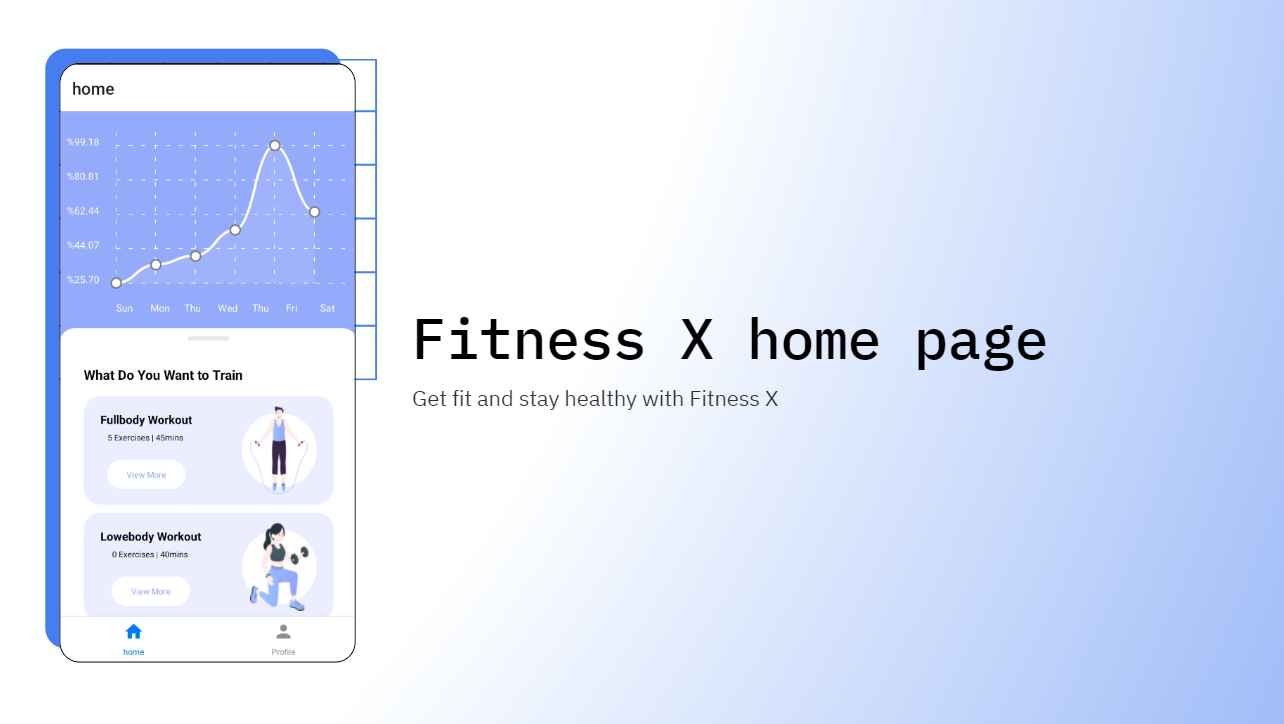 home
%99.18
%80.81
%62.44
%44.07
%25.70
Sun Mon Thu Wed Thu Fri Sat
What Do You Want to Train
Fullbody Workout
5 Exercises | 45mins
View More
Lowebody Workout
0 Exercises | 40mins
View More
home Profile
Fitness X home page
Get fit and stay healthy with Fitness X